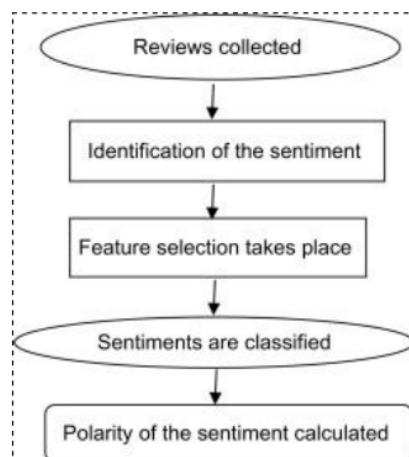 Reviews collected
Identification of the sentiment
Feature selection takes place
Sentiments are classified
Polarity of the sentiment calculated